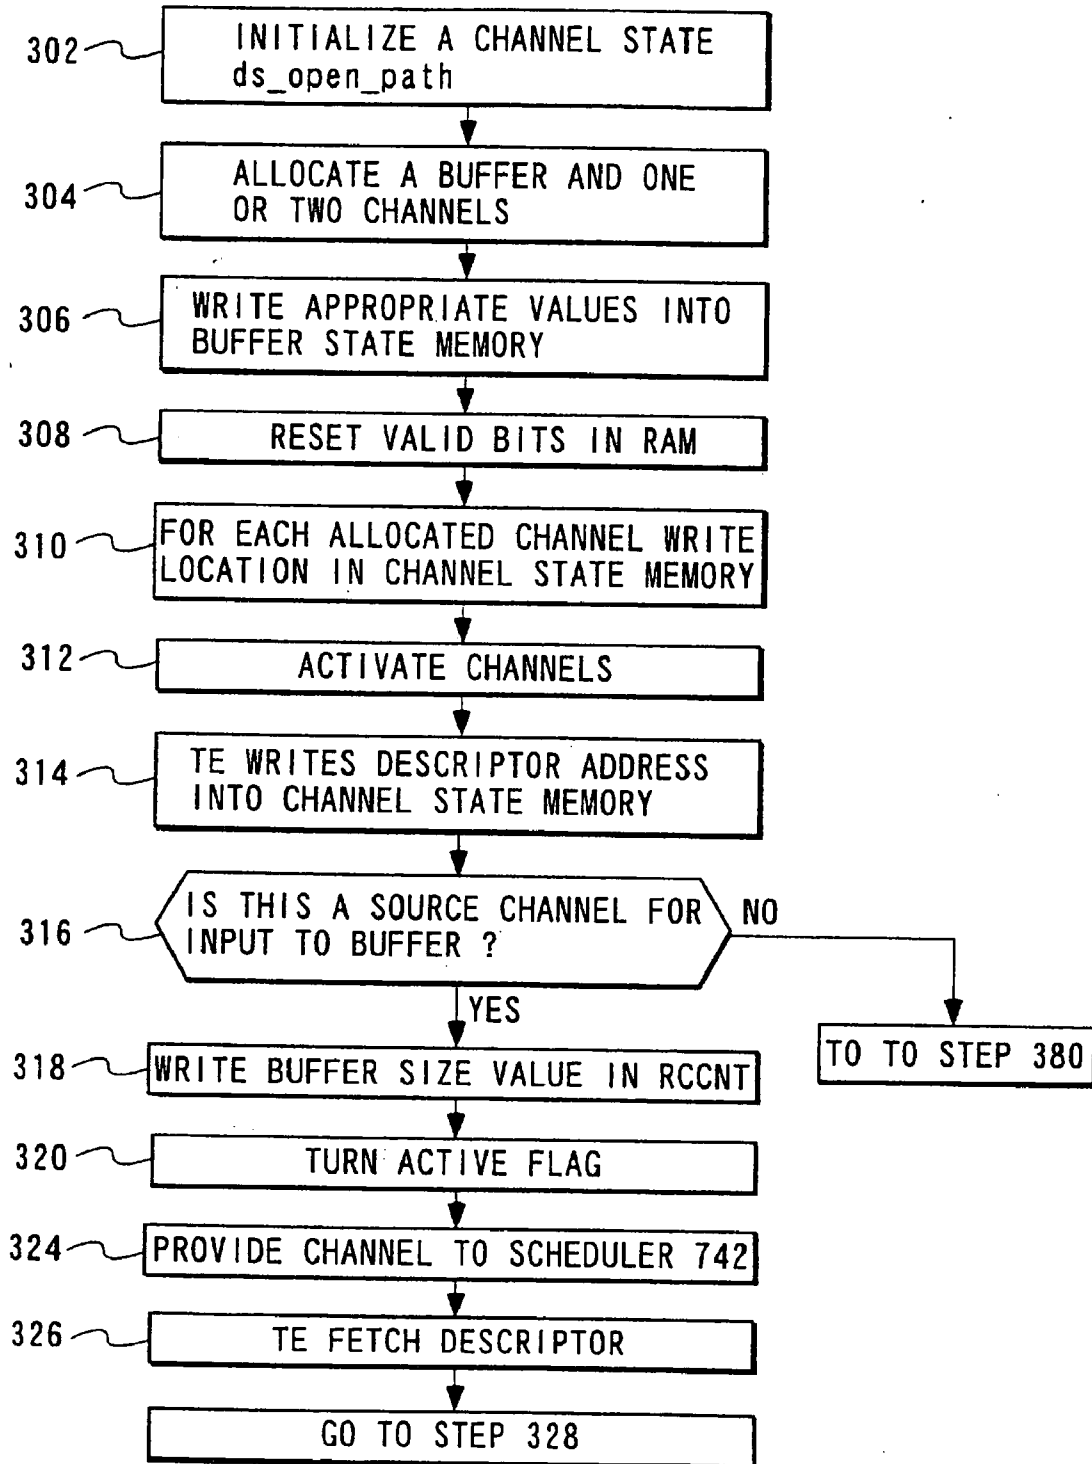 302
INITIALIZE A CHANNEL STATE
ds_open_path
304
ALLOCATE A BUFFER AND ONE
OR TWO CHANNELS
306
WRITE APPROPRIATE VALUES INTO
BUFFER STATE MEMORY
308
RESET VALID BITS IN RAM
310
FOR EACH ALLOCATED CHANNEL WRITE
LOCATION IN CHANNEL STATE MEMORY
312
ACTIVATE CHANNELS
314
TE WRITES DESCRIPTOR ADDRESS
INTO CHANNEL STATE MEMORY
316
IS THIS A SOURCE CHANNEL FOR
INPUT TO BUFFER ?
NO
YES
TO TO STEP 380
318
WRITE BUFFER SIZE VALUE IN RCCNT
320
TURN ACTIVE FLAG
324
PROVIDE CHANNEL TO SCHEDULER 742
326
TE FETCH DESCRIPTOR
GO TO STEP 328